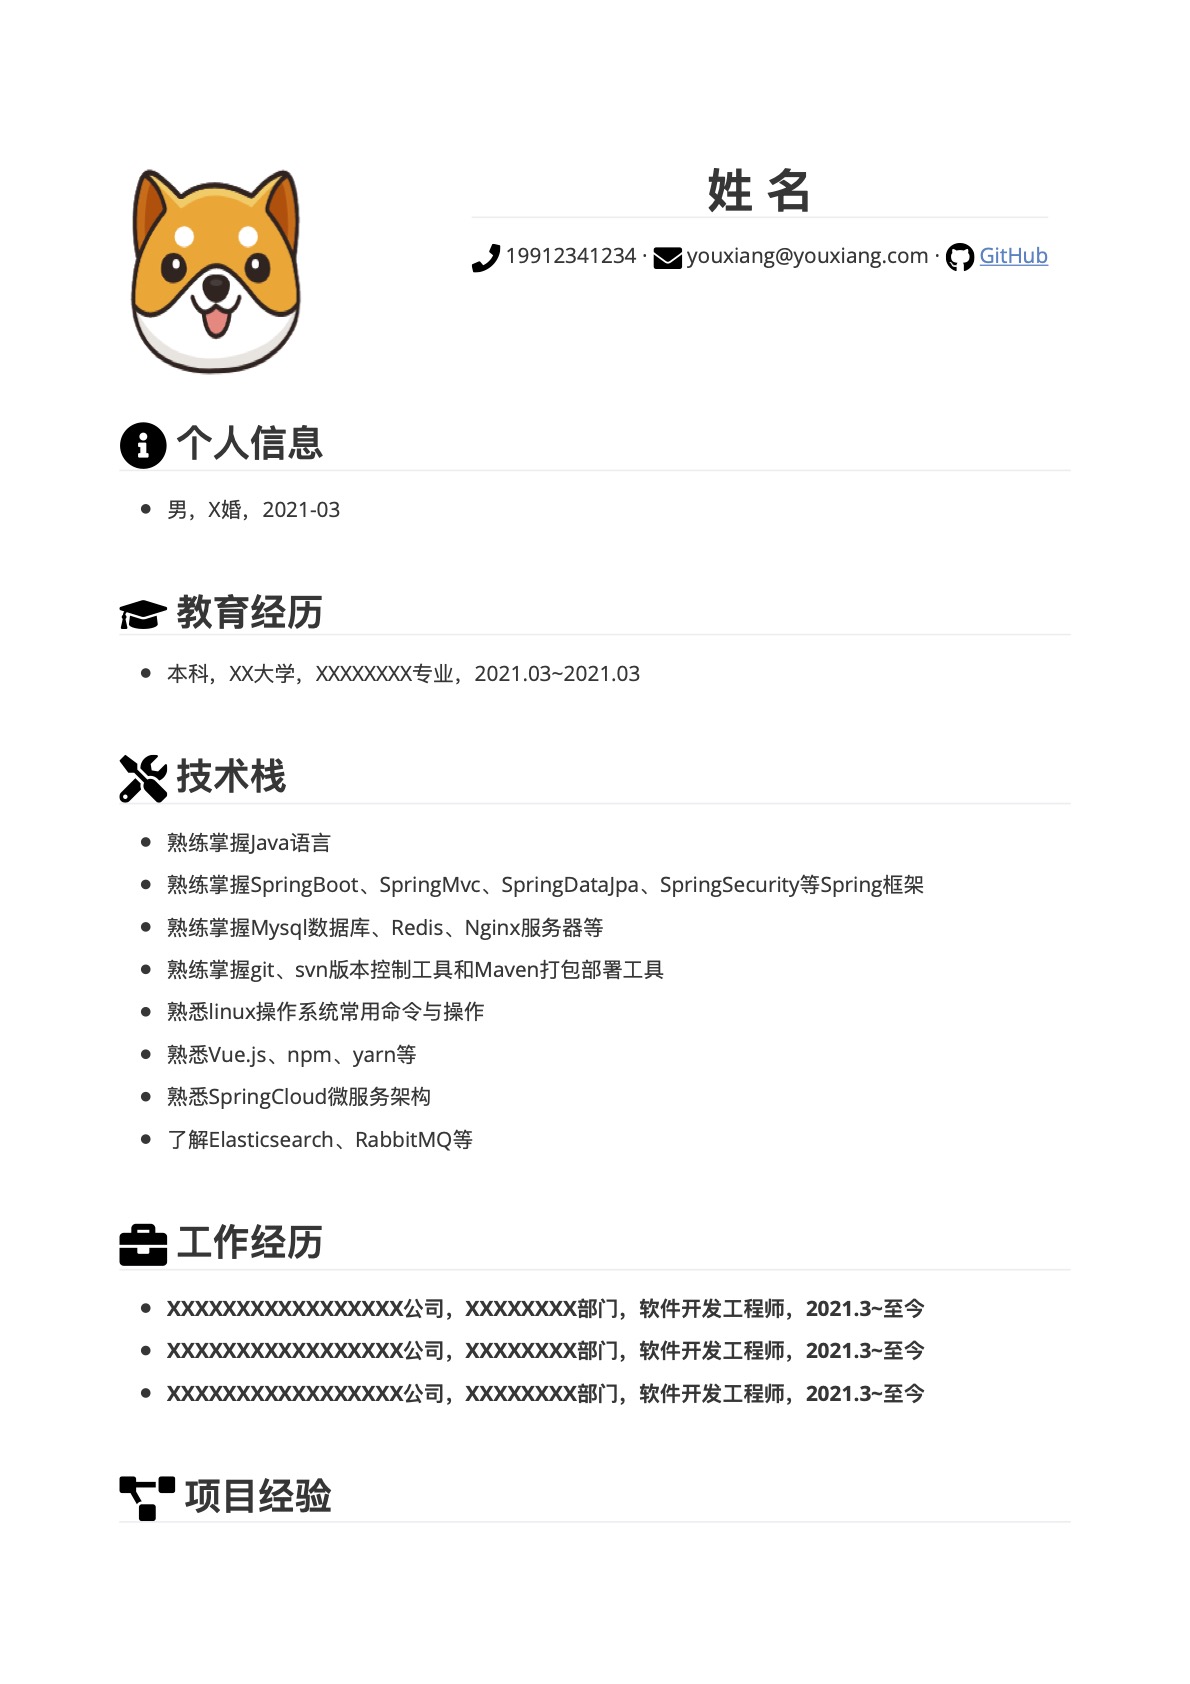 姓 名
19912341234 · youxiang@youxiang.com · GitHub
个人信息
男，X婚，2021-03
教育经历
本科，XX大学，XXXXXXXX专业，2021.03~2021.03
技术栈
熟练掌握Java语言
熟练掌握SpringBoot、SpringMvc、SpringDataJpa、SpringSecurity等Spring框架
熟练掌握Mysql数据库、Redis、Nginx服务器等
熟练掌握git、svn版本控制工具和Maven打包部署工具
熟悉linux操作系统常用命令与操作
熟悉Vue.js、npm、yarn等
熟悉SpringCloud微服务架构
了解Elasticsearch、RabbitMQ等
工作经历
XXXXXXXXXXXXXXXXX公司，XXXXXXXX部门，软件开发工程师，2021.3~至今
XXXXXXXXXXXXXXXXX公司，XXXXXXXX部门，软件开发工程师，2021.3~至今
XXXXXXXXXXXXXXXXX公司，XXXXXXXX部门，软件开发工程师，2021.3~至今
项目经验